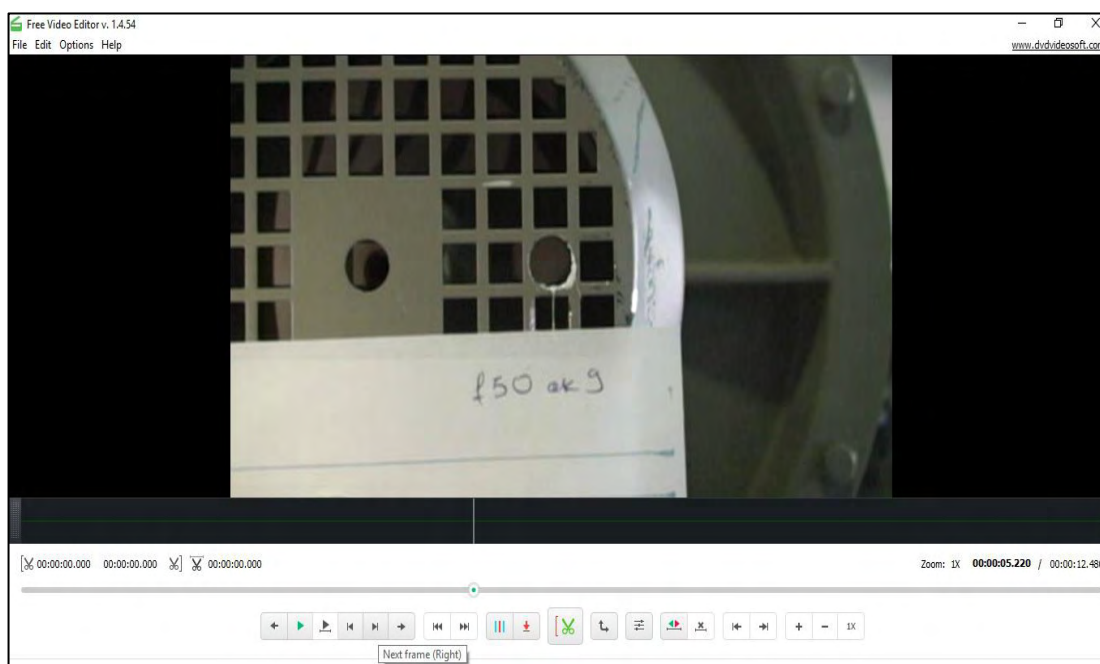 Free Video Editor v. 1.4.54
File Edit Options Help
www.dvdvideosoft.com
f50 ak 9
00:00:00.000 00:00:00.000 00:00:00.000
Zoom: 1X 00:00:05.220 / 00:00:12.480
1X
Next frame (Right)